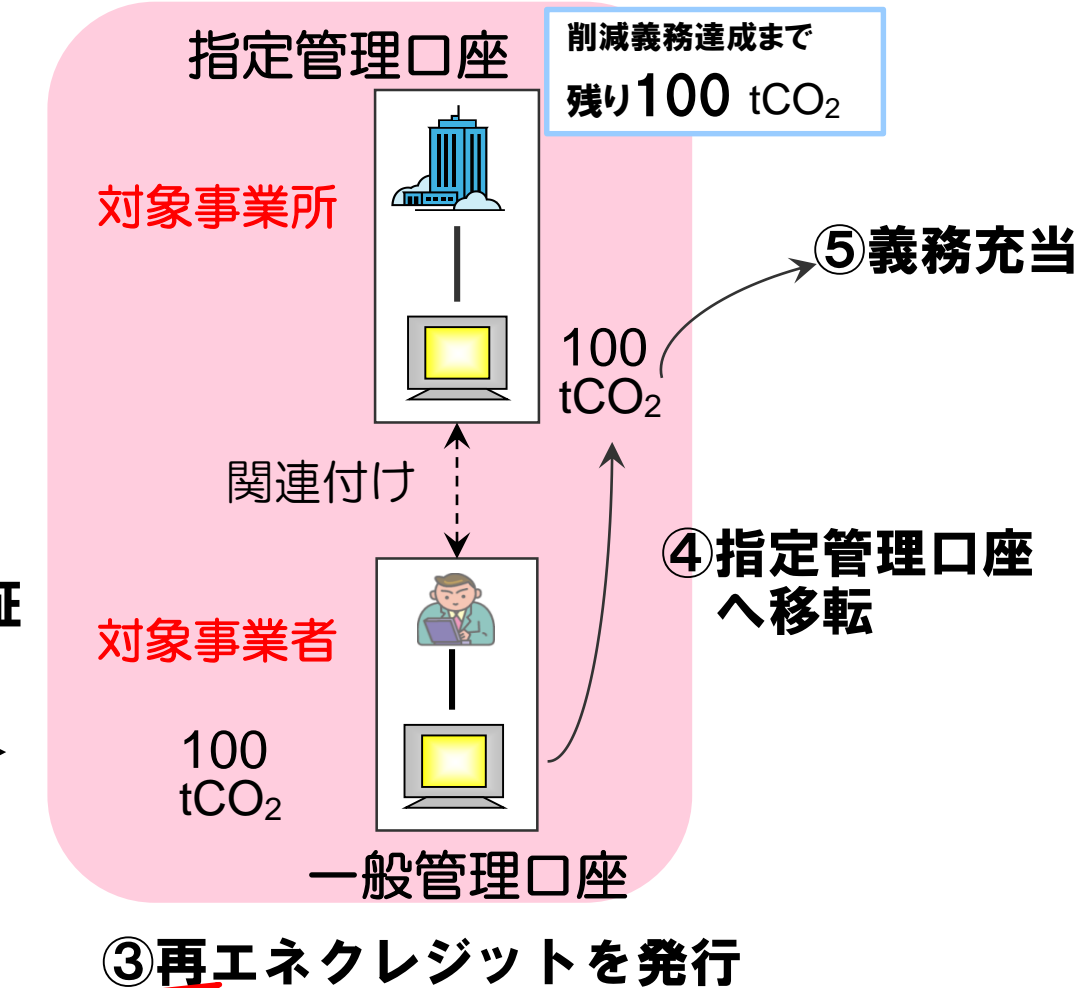 指定管理口座
削減義務達成まで
残り100 tCO₂
対象事業所
⑤義務充当
100
tCO₂
関連付け
④指定管理口座
へ移転
証
対象事業者
100
tCO₂
一般管理口座
③再エネクレジットを発行